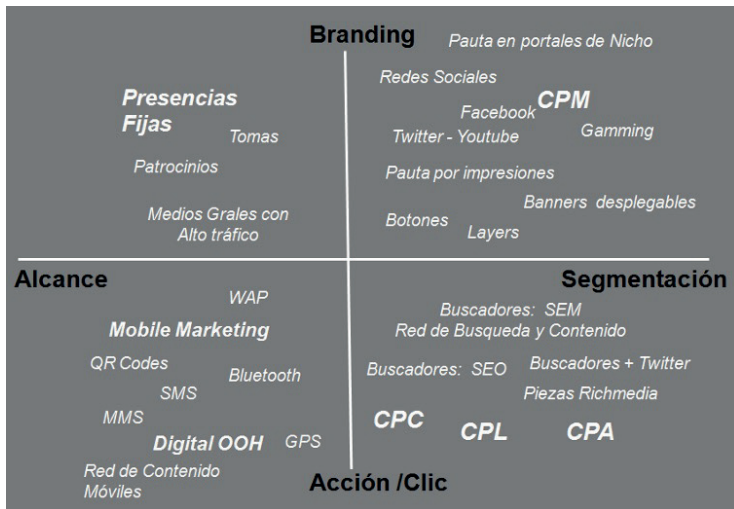 Branding
Pauta en portales de Nicho
Redes Sociales
Presencias
Fijas
CPM
Facebook
Tomas
Twitter - Youtube
Gamming
Patrocinios
Pauta por impresiones
Banners desplegables
Medios Grales con
Alto tráfico
Botones
Layers
Alcance
Segmentación
WAP
Mobile Marketing
QR Codes
Bluetooth
SMS
MMS
Digital OOH
GPS
Red de Contenido
Móviles
Buscadores: SEM
Red de Busqueda y Contenido
Buscadores: SEO
Buscadores + Twitter
Piezas Richmedia
CPC
CPL
CPA
Acción /Clic